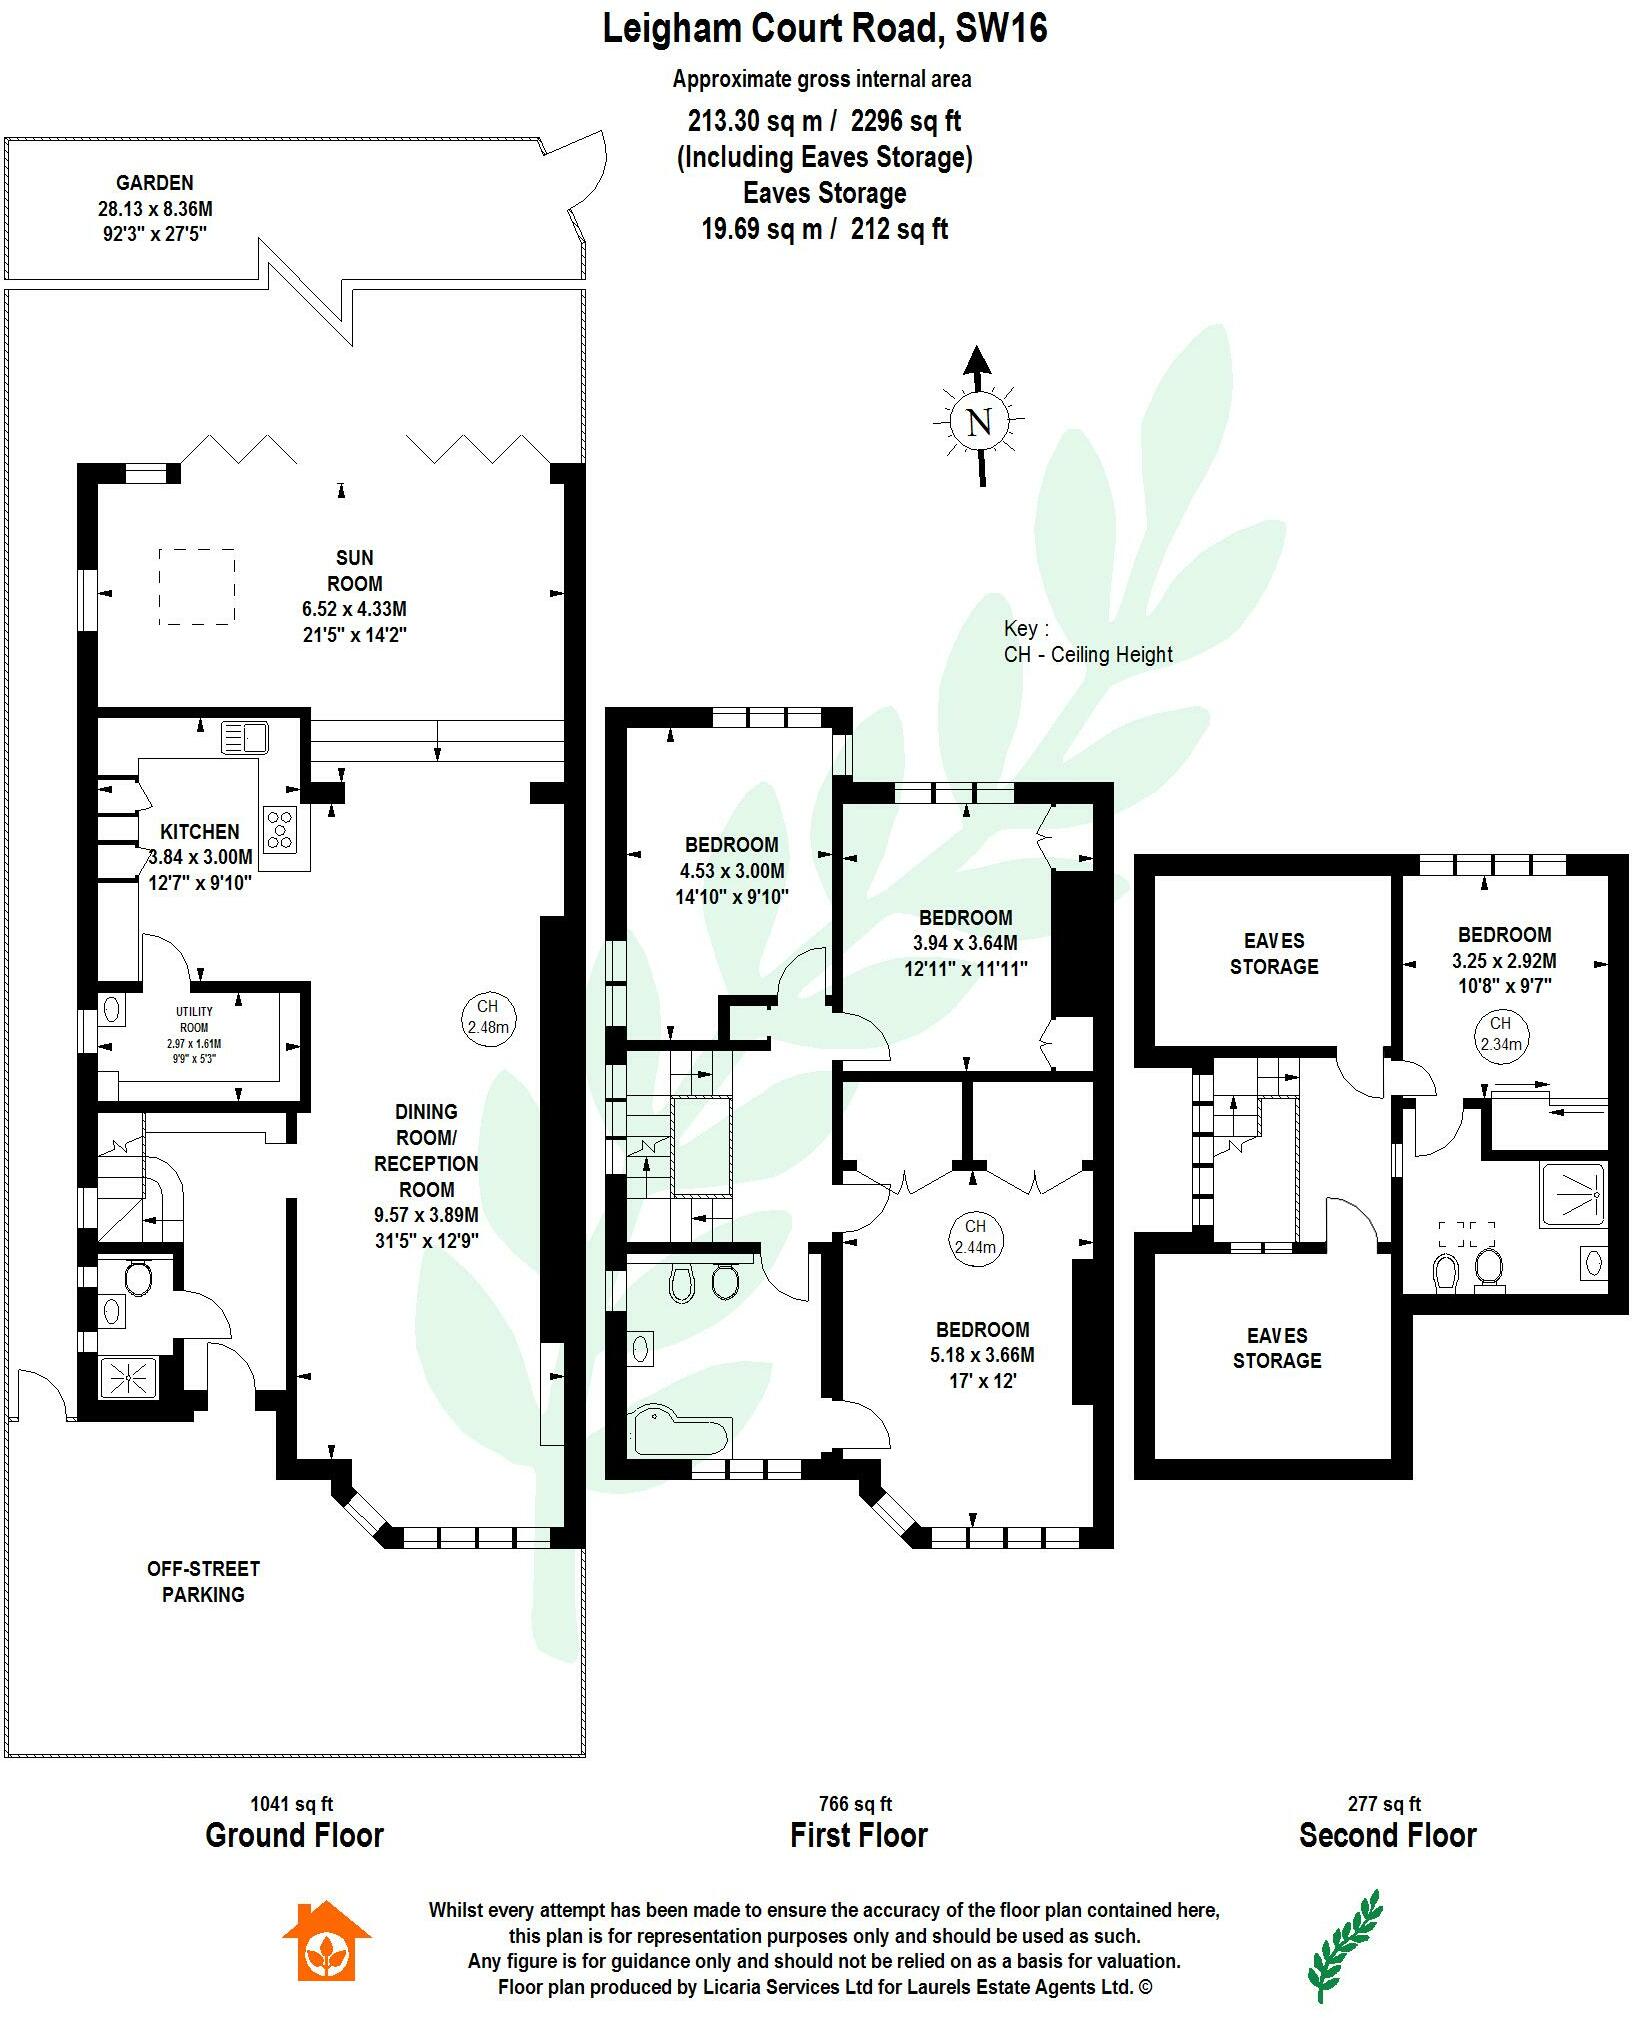 Leigham Court Road, SW16
Approximate gross internal area
213.30 sq m / 2296 sq ft
(Including Eaves Storage)
Eaves Storage
19.69 sq m / 212 sq ft
GARDEN
28.13 x 8.36M
92'3" x 27'5"
N
SUN
ROOM
6.52 x 4.33M
21'5" x 14'2"
Key :
CH - Ceiling Height
KITCHEN
3.84 x 3.00M
12'7" x 9'10"
UTILITY
ROOM
2.97 x 1.61M
9'9" x 5'3"
CH
2.48m
DINING
ROOM/
RECEPTION
ROOM
9.57 x 3.89M
31'5" x 12'9"
OFF-STREET
PARKING
BEDROOM
4.53 x 3.00M
14'10" x 9'10"
BEDROOM
3.94 x 3.64M
12'11" x 11'11"
CH
2.44m
BEDROOM
5.18 x 3.66M
17' x 12'
EAVES
STORAGE
BEDROOM
3.25 x 2.92M
10'8" x 9'7"
CH
2.34m
EAVES
STORAGE
1041 sq ft
Ground Floor
766 sq ft
First Floor
277 sq ft
Second Floor
Whilst every attempt has been made to ensure the accuracy of the floor plan contained here,
this plan is for representation purposes only and should be used as such.
Any figure is for guidance only and should not be relied on as a basis for valuation.
Floor plan produced by Licaria Services Ltd for Laurels Estate Agents Ltd. ©